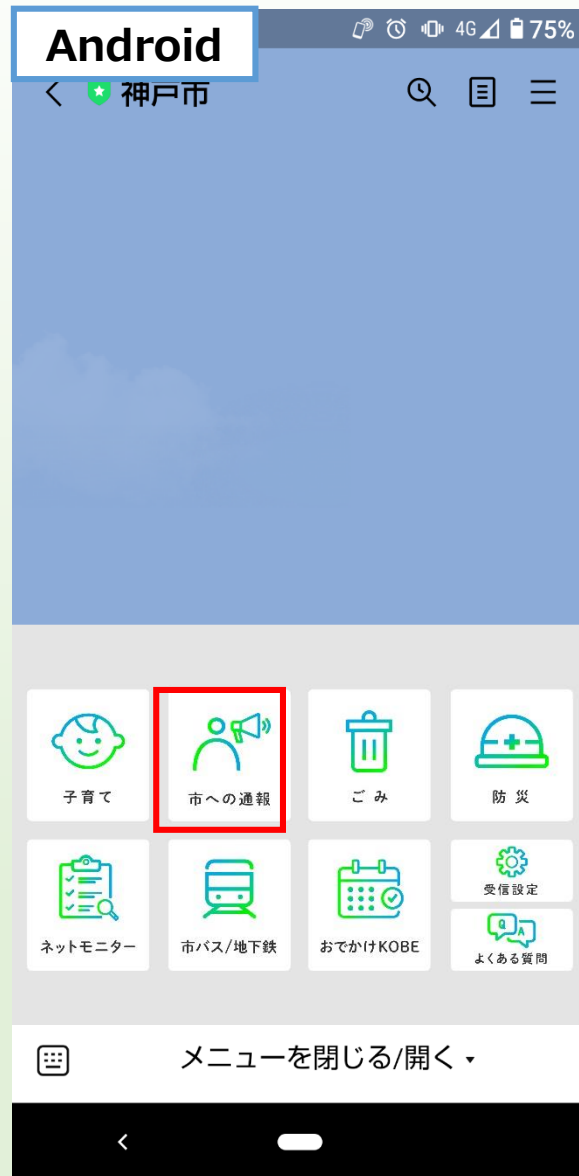 Android
4G 75%
神戸市
子育て
市への通報
ごみ
防災
ネットモニター
市バス/地下鉄
おでかけKOBE
受信設定
Q A
よくある質問
メニューを閉じる/開く